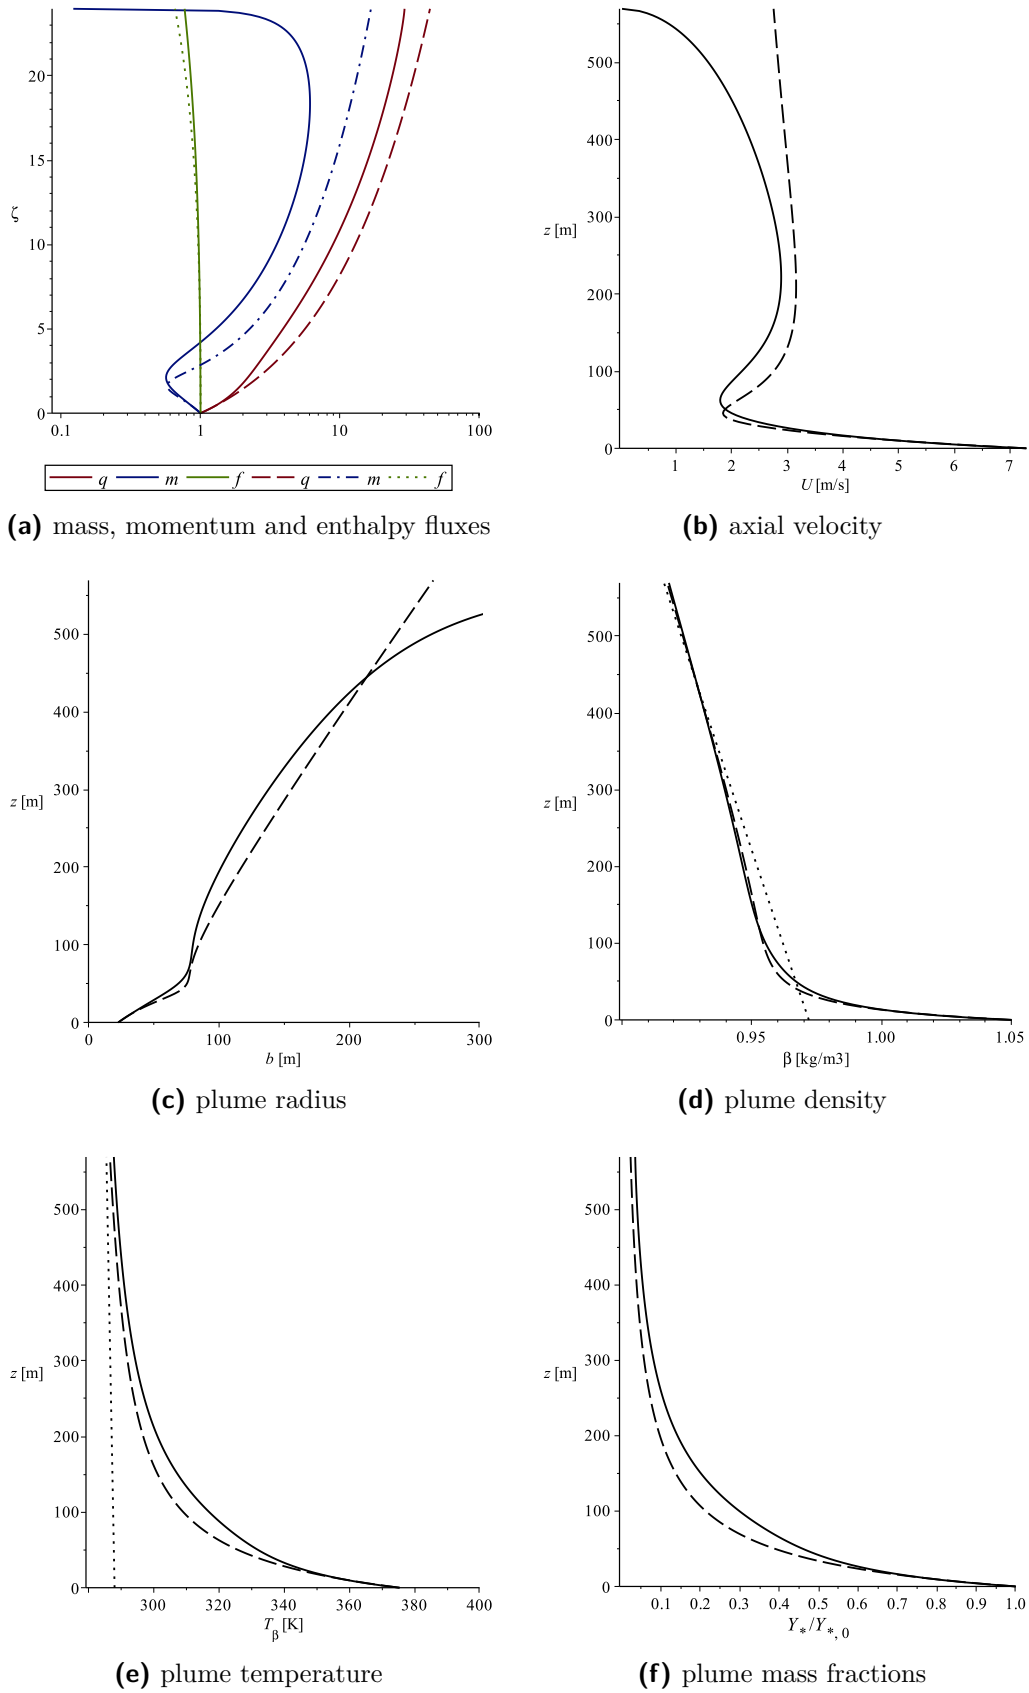 20
15
ζ
10
5
0
0.1 1 10 100
q m f q m f
(a) mass, momentum and enthalpy fluxes
500
400
300
z [m]
200
100
0
1 2 3 4 5 6 7
U [m/s]
(b) axial velocity
500
400
300
z [m]
200
100
0
0 100 200 300
b [m]
(c) plume radius
500
400
300
z [m]
200
100
0
0.95 1.00 1.05
β [kg/m3]
(d) plume density
500
400
300
z [m]
200
100
0
300 320 340 360 380 400
T_β [K]
(e) plume temperature
500
400
300
z [m]
200
100
0
0.1 0.2 0.3 0.4 0.5 0.6 0.7 0.8 0.9 1.0
Y_*/Y_{*, 0}
(f) plume mass fractions